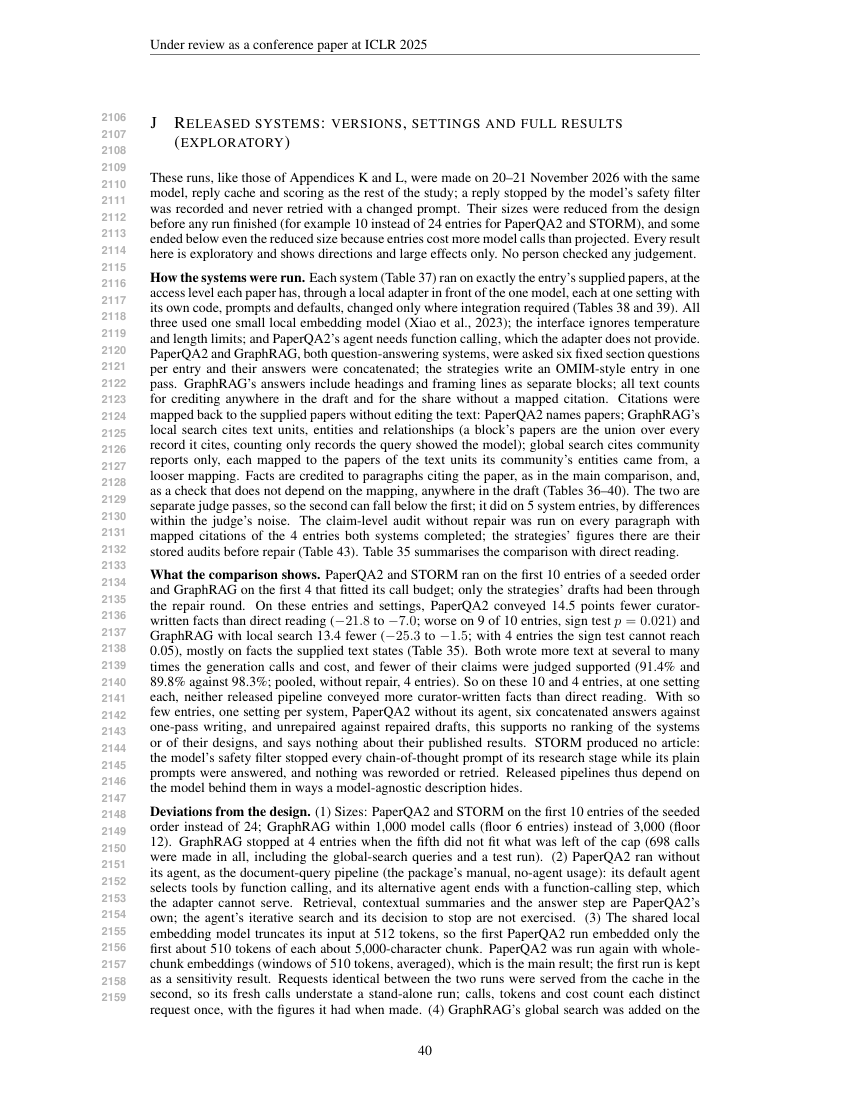 Under review as a conference paper at ICLR 2025
2106
2107
2108
2109
2110
2111
2112
2113
2114
2115
2116
2117
2118
2119
2120
2121
2122
2123
2124
2125
2126
2127
2128
2129
2130
2131
2132
2133
2134
2135
2136
2137
2138
2139
2140
2141
2142
2143
2144
2145
2146
2147
2148
2149
2150
2151
2152
2153
2154
2155
2156
2157
2158
2159
J RELEASED SYSTEMS: VERSIONS, SETTINGS AND FULL RESULTS
(EXPLORATORY)
These runs, like those of Appendices K and L, were made on 20–21 November 2026 with the same
model, reply cache and scoring as the rest of the study; a reply stopped by the model's safety filter
was recorded and never retried with a changed prompt. Their sizes were reduced from the design
before any run finished (for example 10 instead of 24 entries for PaperQA2 and STORM), and some
ended below even the reduced size because entries cost more model calls than projected. Every result
here is exploratory and shows directions and large effects only. No person checked any judgement.
How the systems were run. Each system (Table 37) ran on exactly the entry's supplied papers, at the
access level each paper has, through a local adapter in front of the one model, each at one setting with
its own code, prompts and defaults, changed only where integration required (Tables 38 and 39). All
three used one small local embedding model (Xiao et al., 2023); the interface ignores temperature
and length limits; and PaperQA2's agent needs function calling, which the adapter does not provide.
PaperQA2 and GraphRAG, both question-answering systems, were asked six fixed section questions
per entry and their answers were concatenated; the strategies write an OMIM-style entry in one
pass. GraphRAG's answers include headings and framing lines as separate blocks; all text counts
for crediting anywhere in the draft and for the share without a mapped citation. Citations were
mapped back to the supplied papers without editing the text: PaperQA2 names papers; GraphRAG's
local search cites text units, entities and relationships (a block's papers are the union over every
record it cites, counting only records the query showed the model); global search cites community
reports only, each mapped to the papers of the text units its community's entities came from, a
looser mapping. Facts are credited to paragraphs citing the paper, as in the main comparison, and,
as a check that does not depend on the mapping, anywhere in the draft (Tables 36–40). The two are
separate judge passes, so the second can fall below the first; it did on 5 system entries, by differences
within the judge's noise. The claim-level audit without repair was run on every paragraph with
mapped citations of the 4 entries both systems completed; the strategies' figures there are their
stored audits before repair (Table 43). Table 35 summarises the comparison with direct reading.
What the comparison shows. PaperQA2 and STORM ran on the first 10 entries of a seeded order
and GraphRAG on the first 4 that fitted its call budget; only the strategies' drafts had been through
the repair round. On these entries and settings, PaperQA2 conveyed 14.5 points fewer curator-
written facts than direct reading (−21.8 to −7.0; worse on 9 of 10 entries, sign test p = 0.021) and
GraphRAG with local search 13.4 fewer (−25.3 to −1.5; with 4 entries the sign test cannot reach
0.05), mostly on facts the supplied text states (Table 35). Both wrote more text at several to many
times the generation calls and cost, and fewer of their claims were judged supported (91.4% and
89.8% against 98.3%; pooled, without repair, 4 entries). So on these 10 and 4 entries, at one setting
each, neither released pipeline conveyed more curator-written facts than direct reading. With so
few entries, one setting per system, PaperQA2 without its agent, six concatenated answers against
one-pass writing, and unrepaired against repaired drafts, this supports no ranking of the systems
or of their designs, and says nothing about their published results. STORM produced no article:
the model's safety filter stopped every chain-of-thought prompt of its research stage while its plain
prompts were answered, and nothing was reworded or retried. Released pipelines thus depend on
the model behind them in ways a model-agnostic description hides.
Deviations from the design. (1) Sizes: PaperQA2 and STORM on the first 10 entries of the seeded
order instead of 24; GraphRAG within 1,000 model calls (floor 6 entries) instead of 3,000 (floor
12). GraphRAG stopped at 4 entries when the fifth did not fit what was left of the cap (698 calls
were made in all, including the global-search queries and a test run). (2) PaperQA2 ran without
its agent, as the document-query pipeline (the package's manual, no-agent usage): its default agent
selects tools by function calling, and its alternative agent ends with a function-calling step, which
the adapter cannot serve. Retrieval, contextual summaries and the answer step are PaperQA2's
own; the agent's iterative search and its decision to stop are not exercised. (3) The shared local
embedding model truncates its input at 512 tokens, so the first PaperQA2 run embedded only the
first about 510 tokens of each about 5,000-character chunk. PaperQA2 was run again with whole-
chunk embeddings (windows of 510 tokens, averaged), which is the main result; the first run is kept
as a sensitivity result. Requests identical between the two runs were served from the cache in the
second, so its fresh calls understate a stand-alone run; calls, tokens and cost count each distinct
request once, with the figures it had when made. (4) GraphRAG's global search was added on the
40